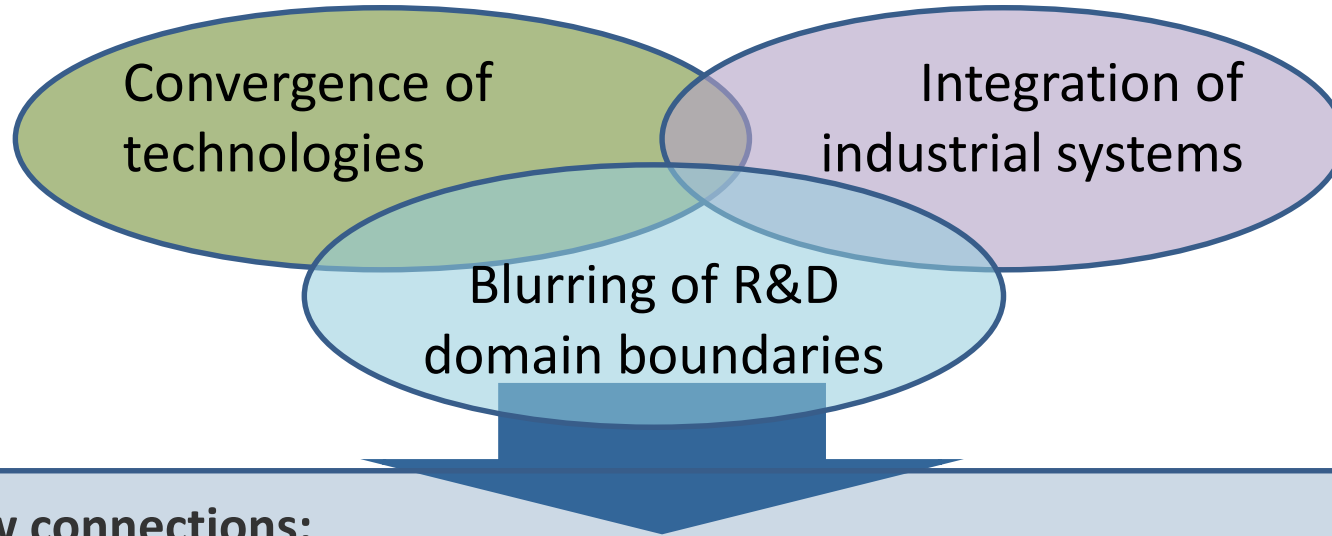 Convergence of
technologies
Integration of
industrial systems
Blurring of R&D
domain boundaries
connections: